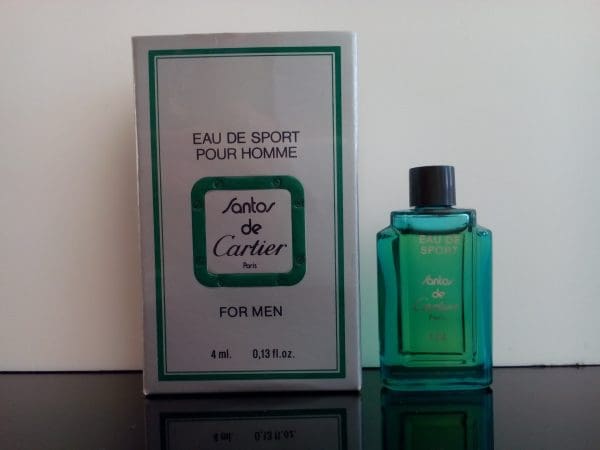 EAU DE SPORT
POUR HOMME
Santos
de
Cartier
Paris
FOR MEN
4 ml. 0,13 fl.oz.
EAU DE
SPORT
Santos
de
Cartier
Paris